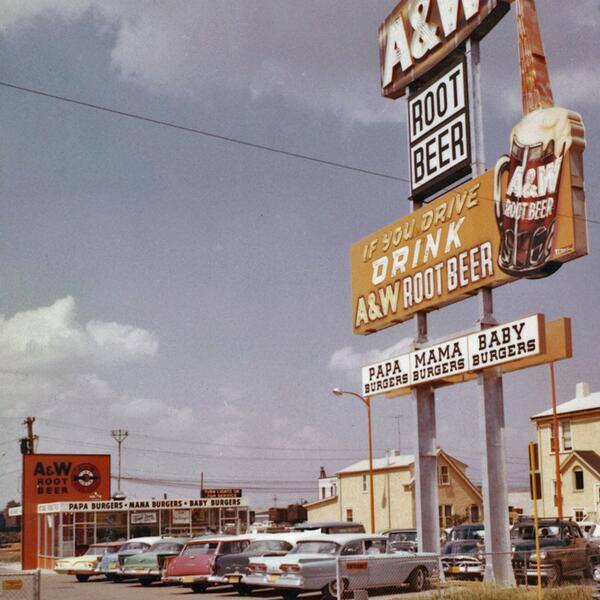 A&W
ROOT
BEER
A&W
ROOT BEER
IF YOU DRIVE
DRINK
A&W ROOT BEER
PAPA
BURGERS
MAMA
BURGERS
BABY
BURGERS
A&W
ROOT
BEER
PAPA BURGERS • MAMA BURGERS • BABY BURGERS